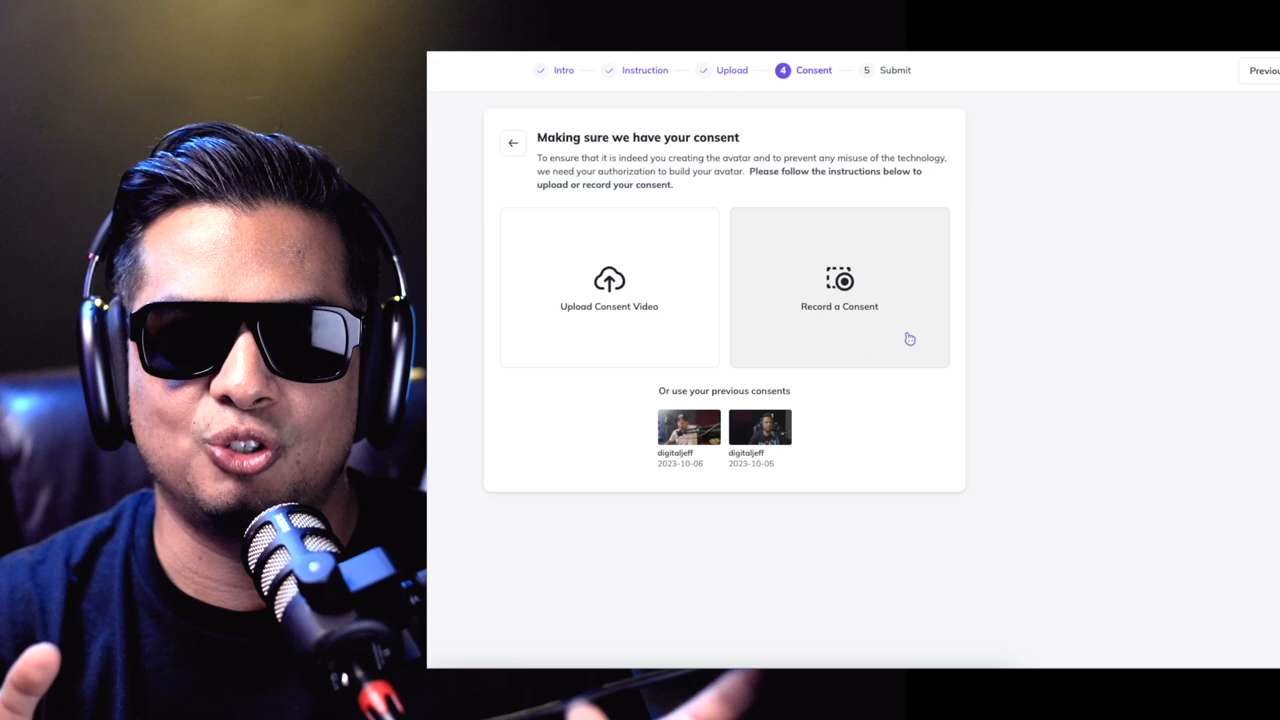 Intro
Instruction
Upload
4 Consent
5 Submit
Previou
Making sure we have your consent
To ensure that it is indeed you creating the avatar and to prevent any misuse of the technology,
we need your authorization to build your avatar. Please follow the instructions below to
upload or record your consent.
Upload Consent Video
Record a Consent
Or use your previous consents
digitaljeff
2023-10-06
digitaljeff
2023-10-05